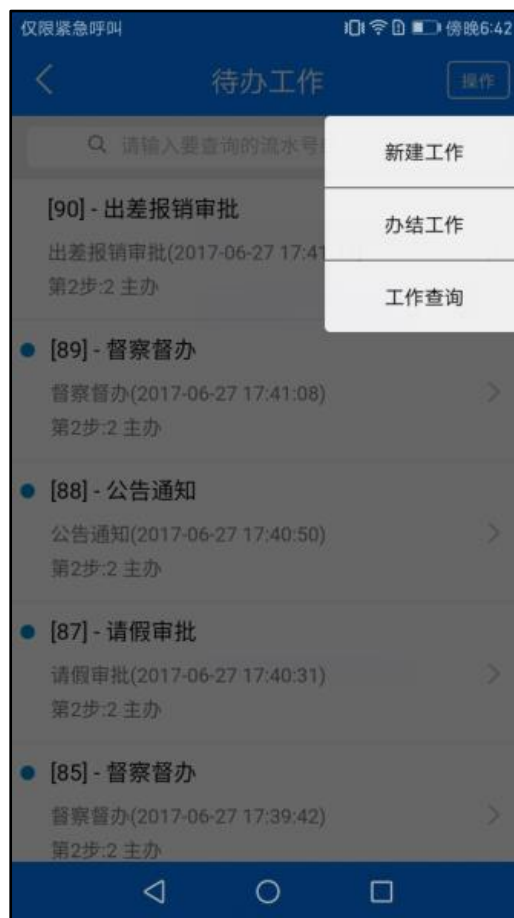 仅限紧急呼叫 傍晚6:42
待办工作 操作
请输入要查询的流水号
新建工作
办结工作
工作查询
[90] - 出差报销审批
出差报销审批(2017-06-27 17:41
第2步:2 主办
[89] - 督察督办
督察督办(2017-06-27 17:41:08)
第2步:2 主办
[88] - 公告通知
公告通知(2017-06-27 17:40:50)
第2步:2 主办
[87] - 请假审批
请假审批(2017-06-27 17:40:31)
第2步:2 主办
[85] - 督察督办
督察督办(2017-06-27 17:39:42)
第2步:2 主办